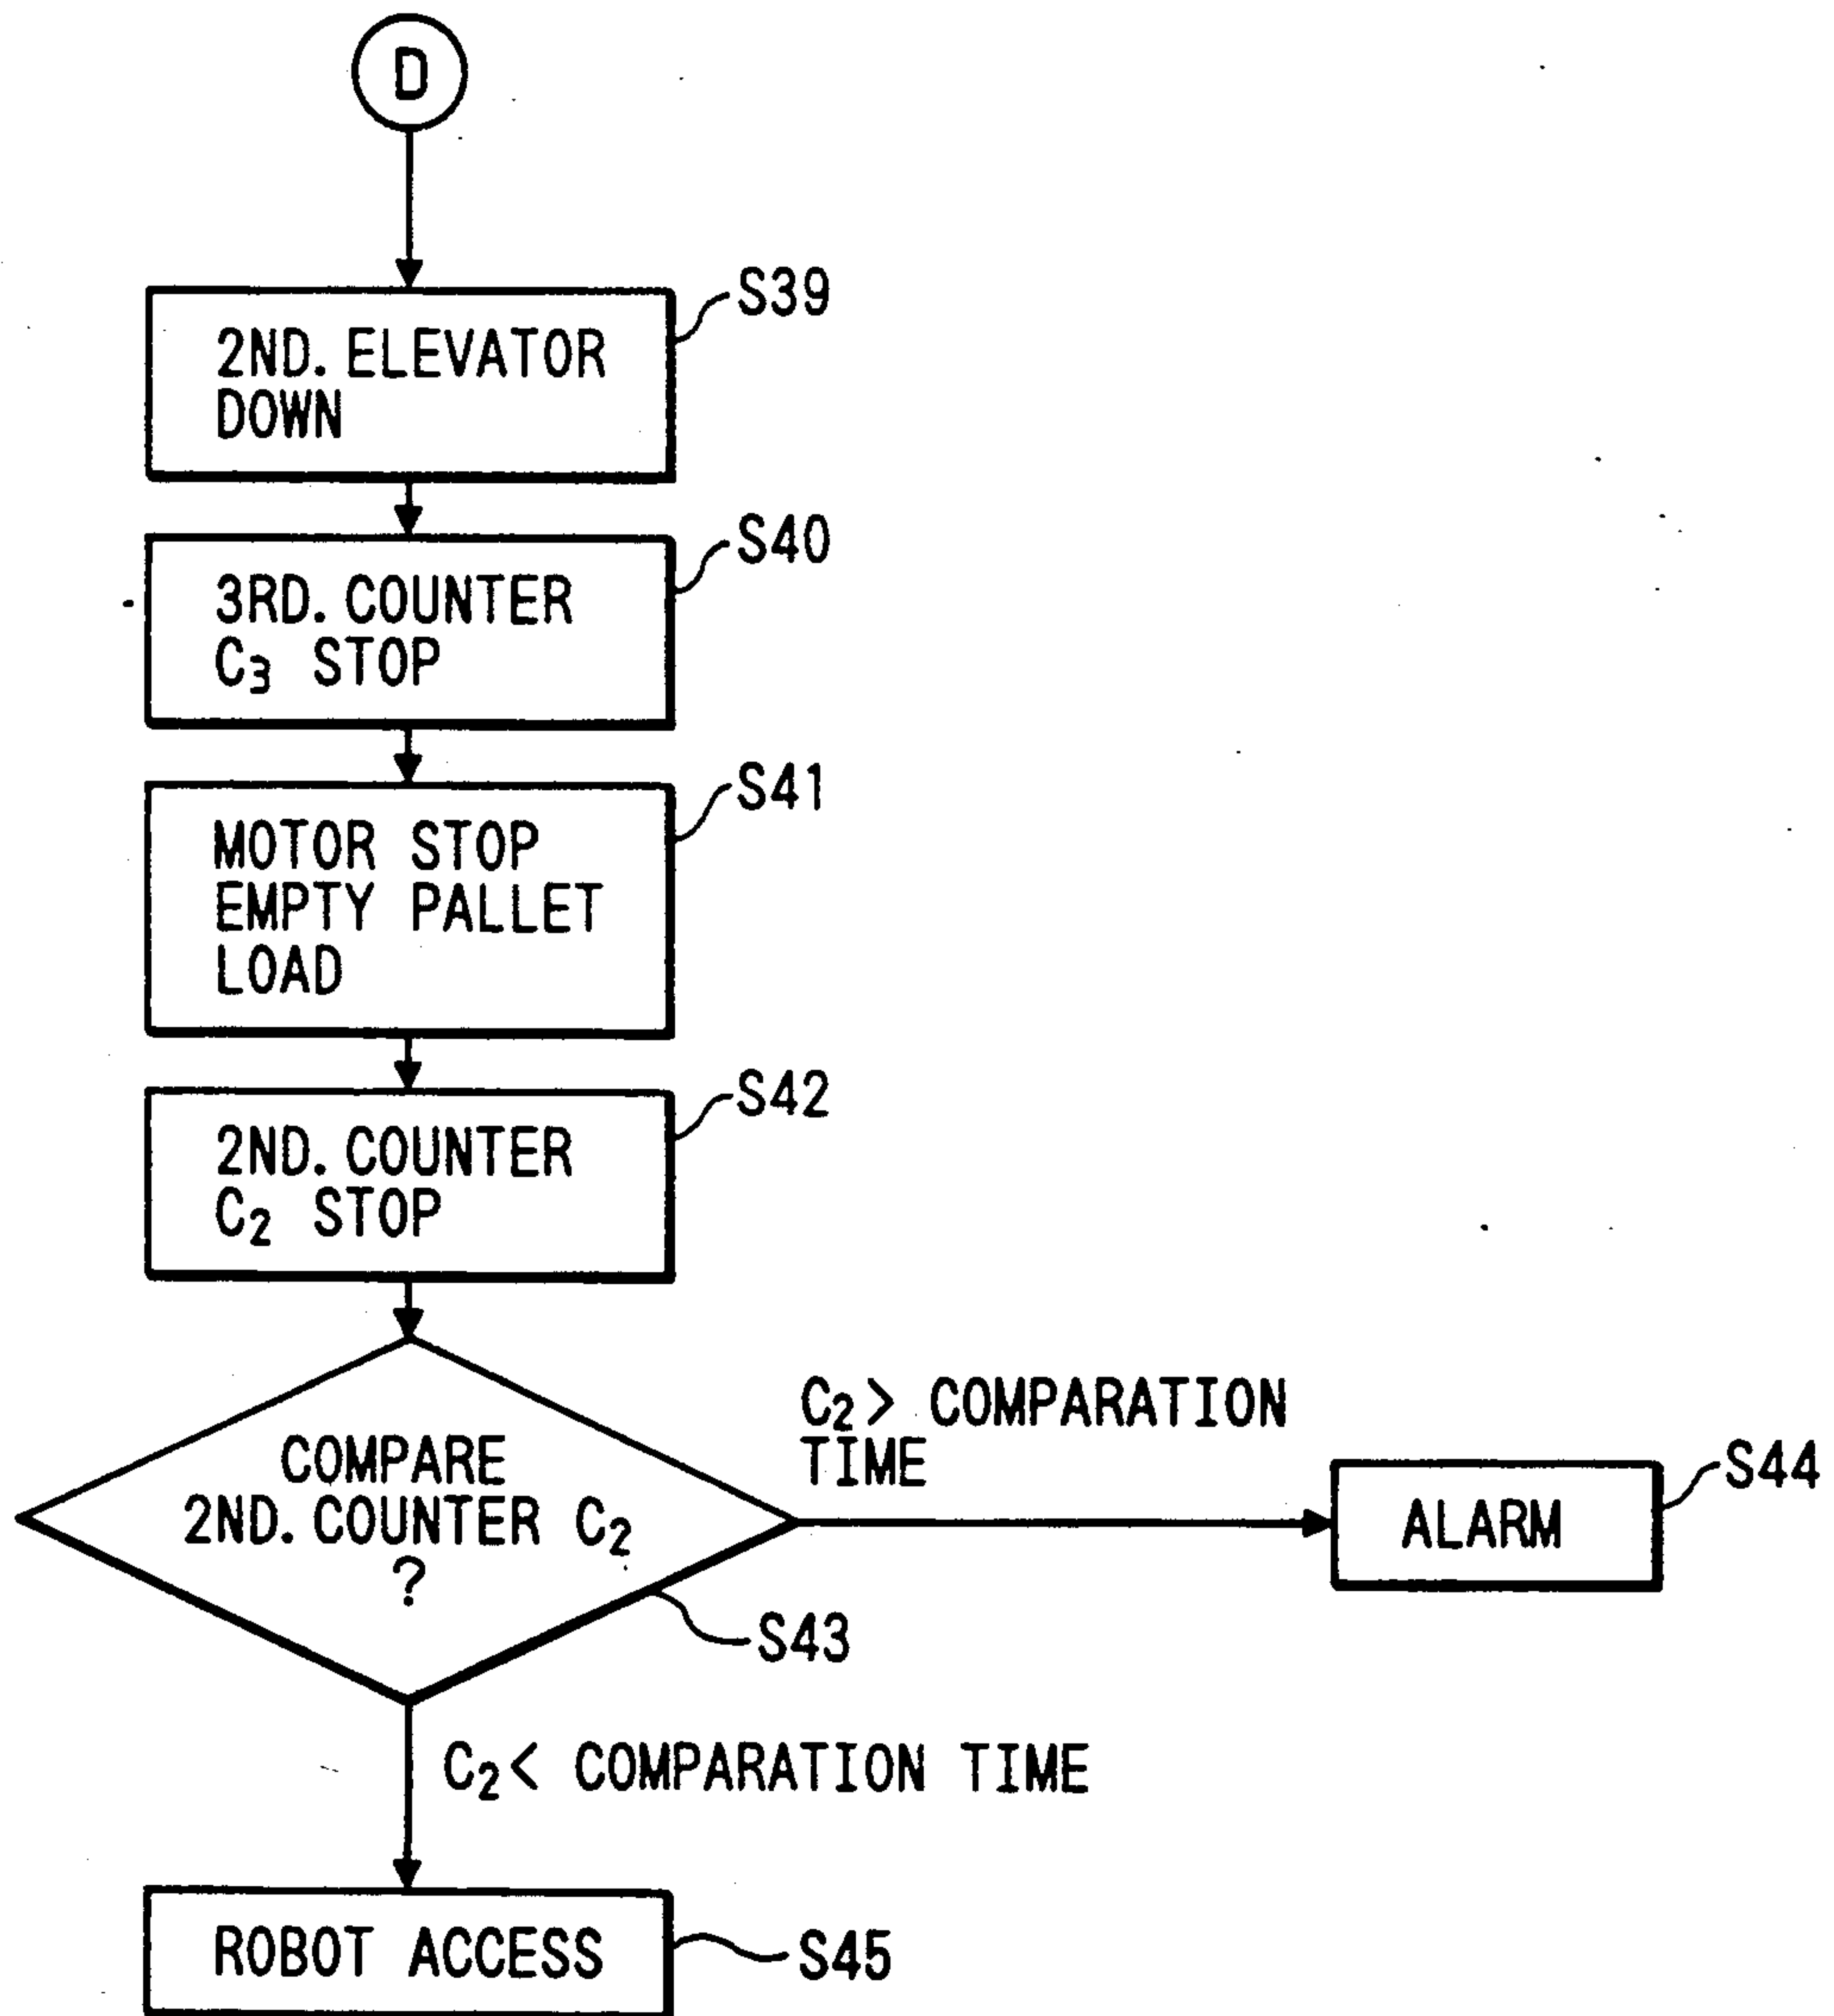 D
S39
2ND. ELEVATOR
DOWN
S40
3RD. COUNTER
C₃ STOP
S41
MOTOR STOP
EMPTY PALLET
LOAD
S42
2ND. COUNTER
C₂ STOP
C₂ > COMPARATION
TIME
COMPARE
2ND. COUNTER C₂
?
S44
ALARM
S43
C₂ < COMPARATION TIME
ROBOT ACCESS
S45